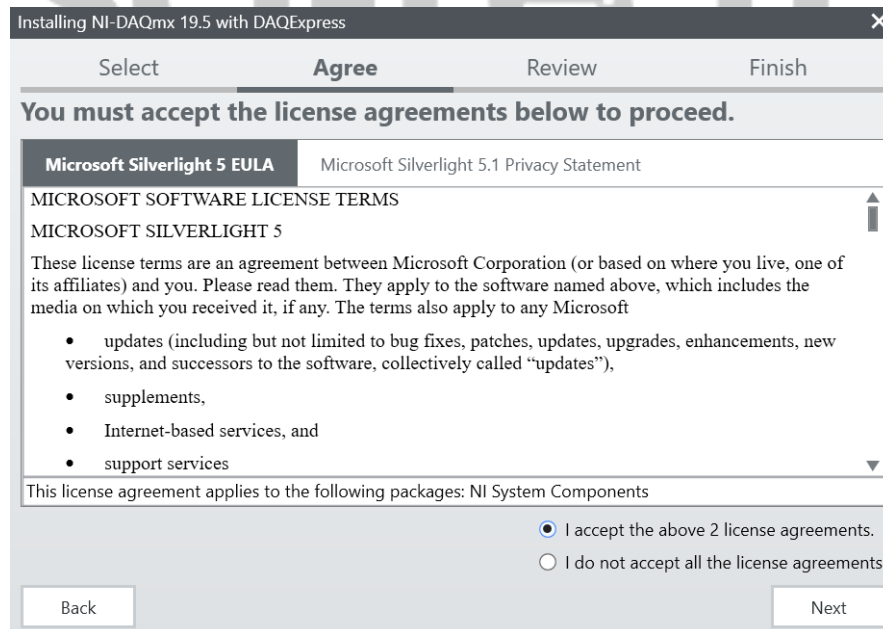 Installing NI-DAQmx 19.5 with DAQExpress
Select Agree Review Finish
You must accept the license agreements below to proceed.
Microsoft Silverlight 5 EULA Microsoft Silverlight 5.1 Privacy Statement
MICROSOFT SOFTWARE LICENSE TERMS
MICROSOFT SILVERLIGHT 5
These license terms are an agreement between Microsoft Corporation (or based on where you live, one of
its affiliates) and you. Please read them. They apply to the software named above, which includes the
media on which you received it, if any. The terms also apply to any Microsoft
• updates (including but not limited to bug fixes, patches, updates, upgrades, enhancements, new
versions, and successors to the software, collectively called “updates”),
• supplements,
• Internet-based services, and
• support services
This license agreement applies to the following packages: NI System Components
I accept the above 2 license agreements.
I do not accept all the license agreements
Back Next